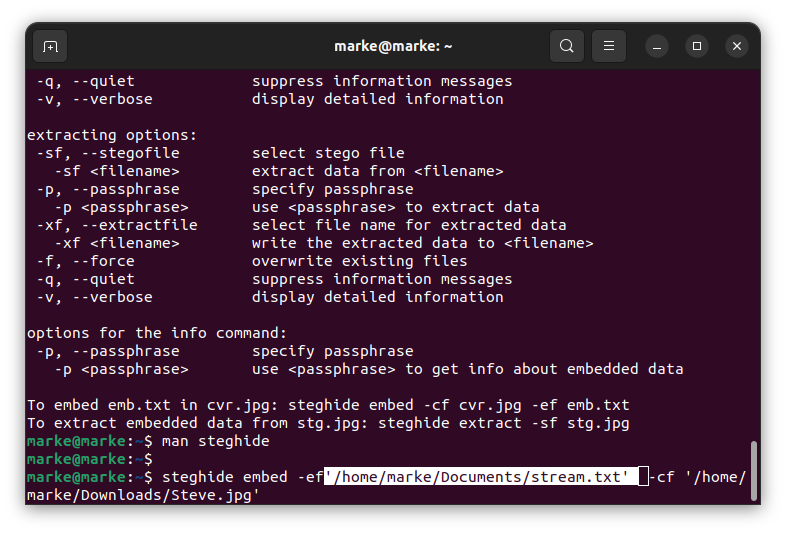 marke@marke: ~
-q, --quiet             suppress information messages
-v, --verbose           display detailed information
extracting options:
-sf, --stegofile        select stego file
-sf <filename>        extract data from <filename>
-p, --passphrase        specify passphrase
-p <passphrase>       use <passphrase> to extract data
-xf, --extractfile      select file name for extracted data
-xf <filename>        write the extracted data to <filename>
-f, --force             overwrite existing files
-q, --quiet             suppress information messages
-v, --verbose           display detailed information
options for the info command:
-p, --passphrase        specify passphrase
-p <passphrase>       use <passphrase> to get info about embedded data
To embed emb.txt in cvr.jpg: steghide embed -cf cvr.jpg -ef emb.txt
To extract embedded data from stg.jpg: steghide extract -sf stg.jpg
marke@marke:~$ man steghide
marke@marke:~$
marke@marke:~$ steghide embed -ef'/home/marke/Documents/stream.txt' -cf '/home/
marke/Downloads/Steve.jpg'